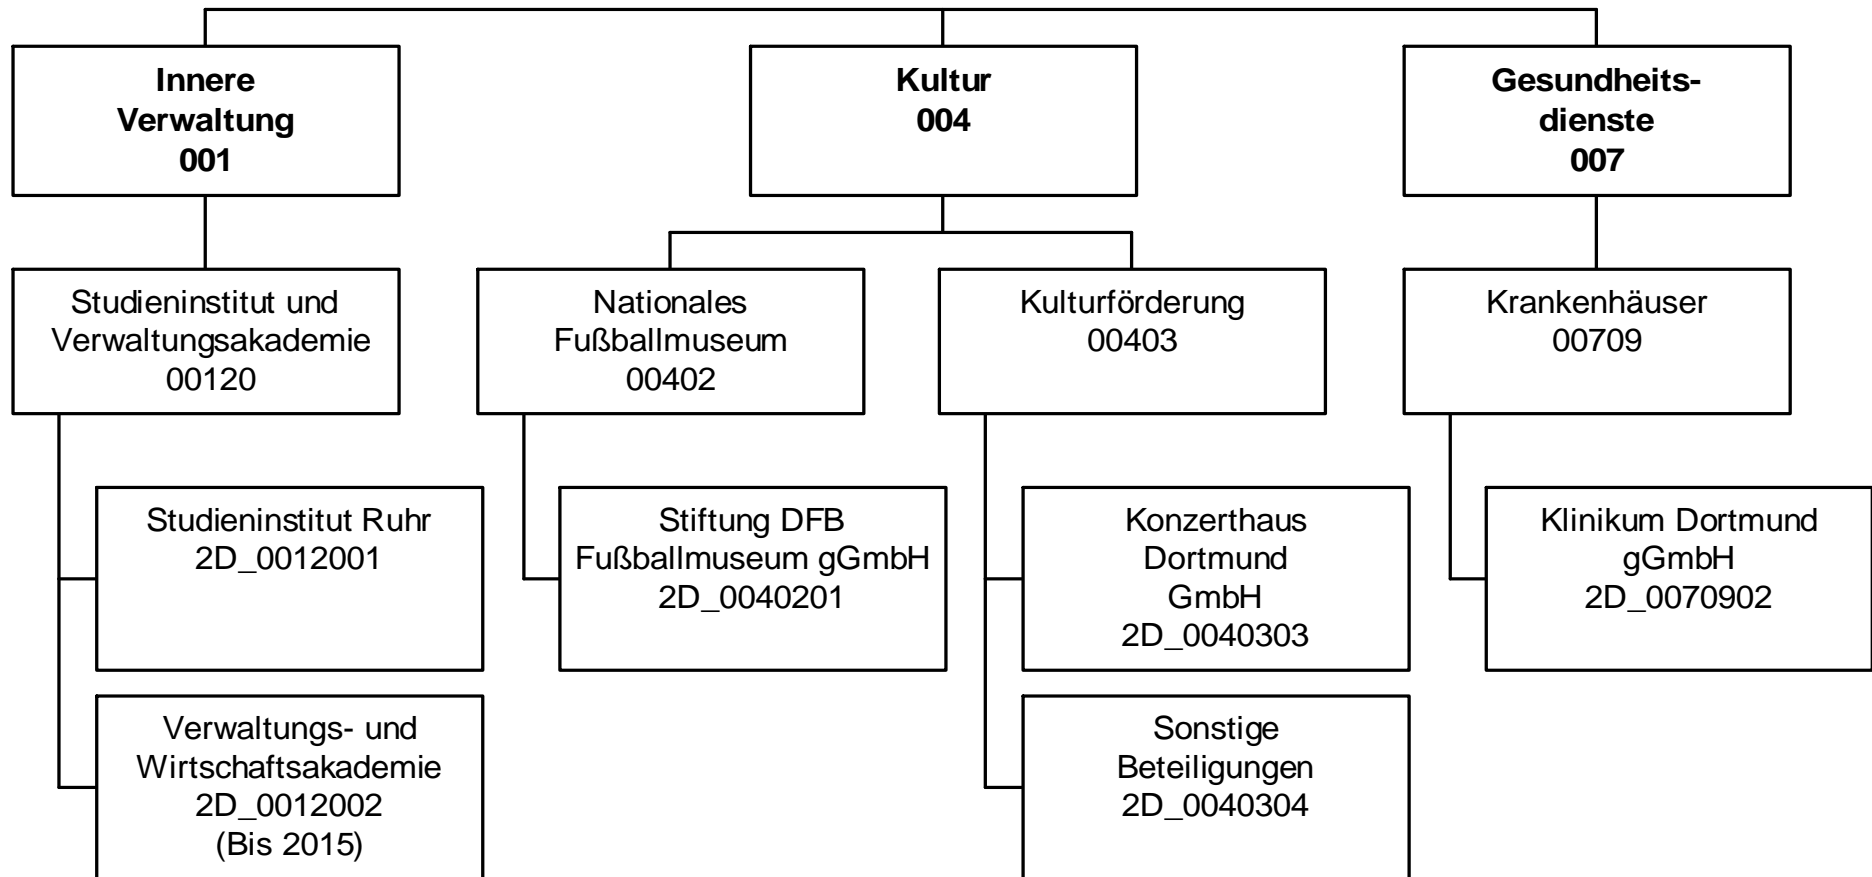 Innere
Verwaltung
001
Kultur
004
Gesundheits-
dienste
007
Studieninstitut und
Verwaltungsakademie
00120
Nationales
Fußballmuseum
00402
Kulturförderung
00403
Krankenhäuser
00709
Studieninstitut Ruhr
2D_0012001
Stiftung DFB
Fußballmuseum gGmbH
2D_0040201
Konzerthaus
Dortmund
GmbH
2D_0040303
Klinikum Dortmund
gGmbH
2D_0070902
Verwaltungs- und
Wirtschaftsakademie
2D_0012002
(Bis 2015)
Sonstige
Beteiligungen
2D_0040304